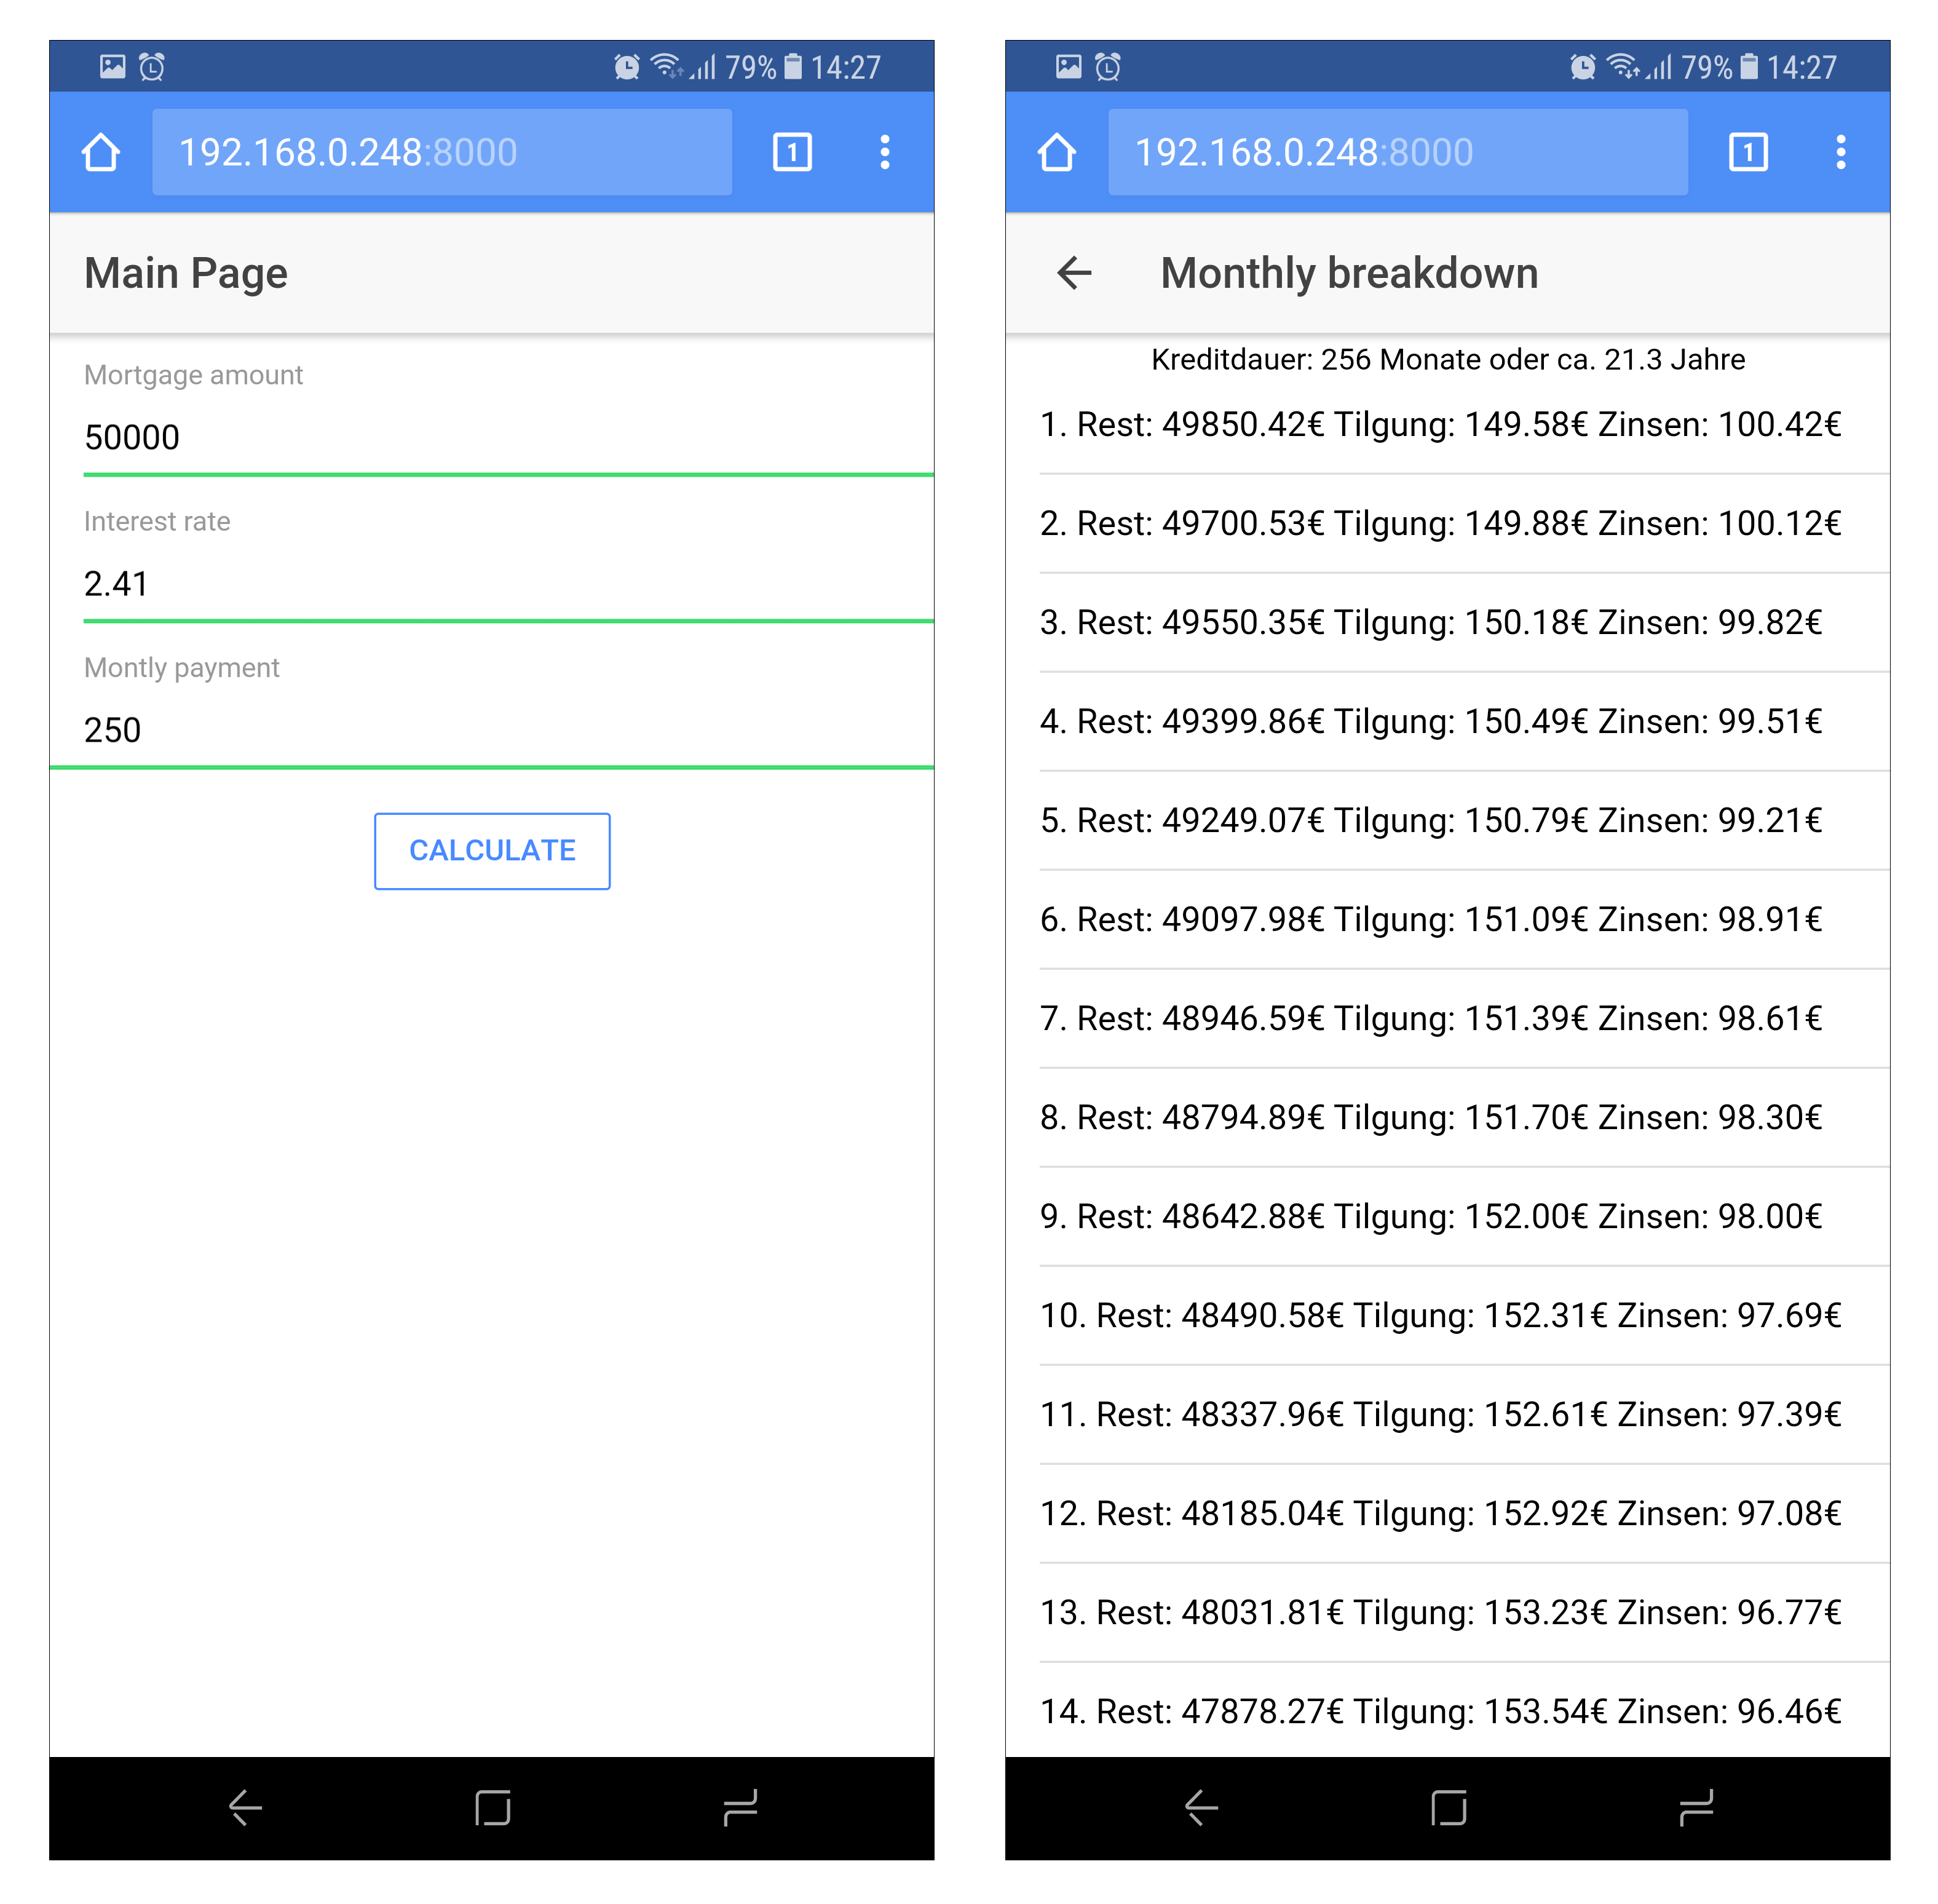 79% 14:27
192.168.0.248:8000
1
Main Page
Mortgage amount
50000
Interest rate
2.41
Montly payment
250
CALCULATE
79% 14:27
192.168.0.248:8000
1
Monthly breakdown
Kreditdauer: 256 Monate oder ca. 21.3 Jahre
1. Rest: 49850.42€ Tilgung: 149.58€ Zinsen: 100.42€
2. Rest: 49700.53€ Tilgung: 149.88€ Zinsen: 100.12€
3. Rest: 49550.35€ Tilgung: 150.18€ Zinsen: 99.82€
4. Rest: 49399.86€ Tilgung: 150.49€ Zinsen: 99.51€
5. Rest: 49249.07€ Tilgung: 150.79€ Zinsen: 99.21€
6. Rest: 49097.98€ Tilgung: 151.09€ Zinsen: 98.91€
7. Rest: 48946.59€ Tilgung: 151.39€ Zinsen: 98.61€
8. Rest: 48794.89€ Tilgung: 151.70€ Zinsen: 98.30€
9. Rest: 48642.88€ Tilgung: 152.00€ Zinsen: 98.00€
10. Rest: 48490.58€ Tilgung: 152.31€ Zinsen: 97.69€
11. Rest: 48337.96€ Tilgung: 152.61€ Zinsen: 97.39€
12. Rest: 48185.04€ Tilgung: 152.92€ Zinsen: 97.08€
13. Rest: 48031.81€ Tilgung: 153.23€ Zinsen: 96.77€
14. Rest: 47878.27€ Tilgung: 153.54€ Zinsen: 96.46€